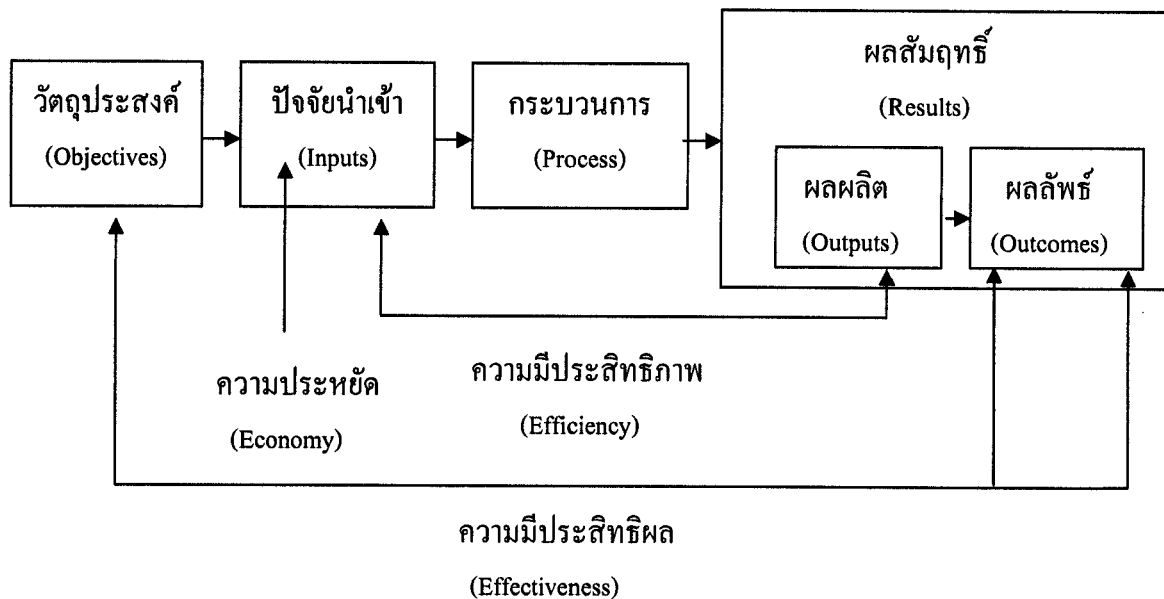 วัตถุประสงค์
(Objectives)
ปัจจัยนำเข้า
(Inputs)
กระบวนการ
(Process)
ผลสัมฤทธิ์
(Results)
ผลผลิต
(Outputs)
ผลลัพธ์
(Outcomes)
ความประหยัด
(Economy)
ความมีประสิทธิภาพ
(Efficiency)
ความมีประสิทธิผล
(Effectiveness)